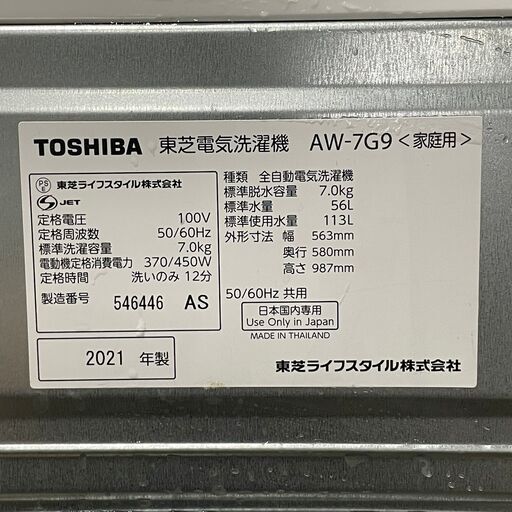 TOSHIBA 東芝電気洗濯機 AW-7G9 <家庭用>
PS E 東芝ライフスタイル株式会社
S JET
定格電圧 100V
定格周波数 50/60Hz
標準洗濯容量 7.0kg
電動機定格消費電力 370/450W
定格時間 洗いのみ 12分
製造番号 546446 AS
2021 年製
種類 全自動電気洗濯機
標準脱水容量 7.0kg
標準水量 56L
標準使用水量 113L
外形寸法 幅 563mm
奥行 580mm
高さ 987mm
50/60Hz 共用
日本国内専用
Use Only in Japan
MADE IN THAILAND
東芝ライフスタイル株式会社